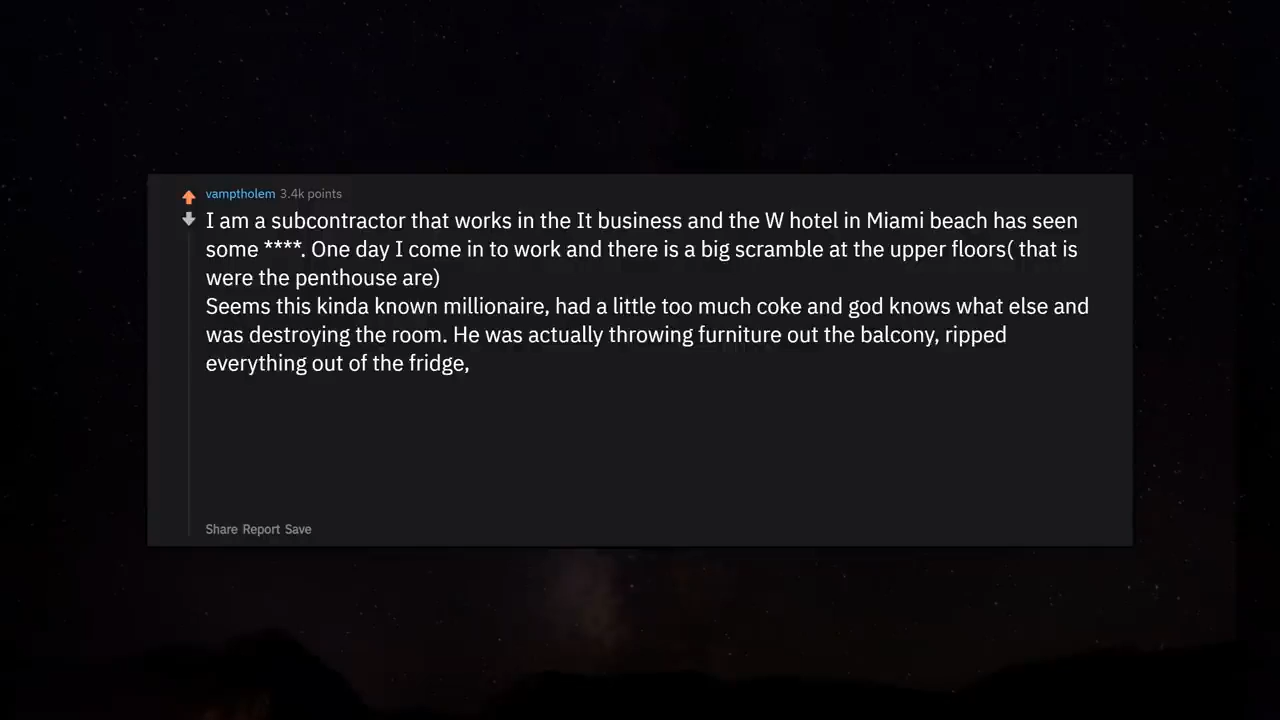 vamptholem 3.4k points
I am a subcontractor that works in the It business and the W hotel in Miami beach has seen
some ****. One day I come in to work and there is a big scramble at the upper floors( that is
were the penthouse are)
Seems this kinda known millionaire, had a little too much coke and god knows what else and
was destroying the room. He was actually throwing furniture out the balcony, ripped
everything out of the fridge,
Share Report Save